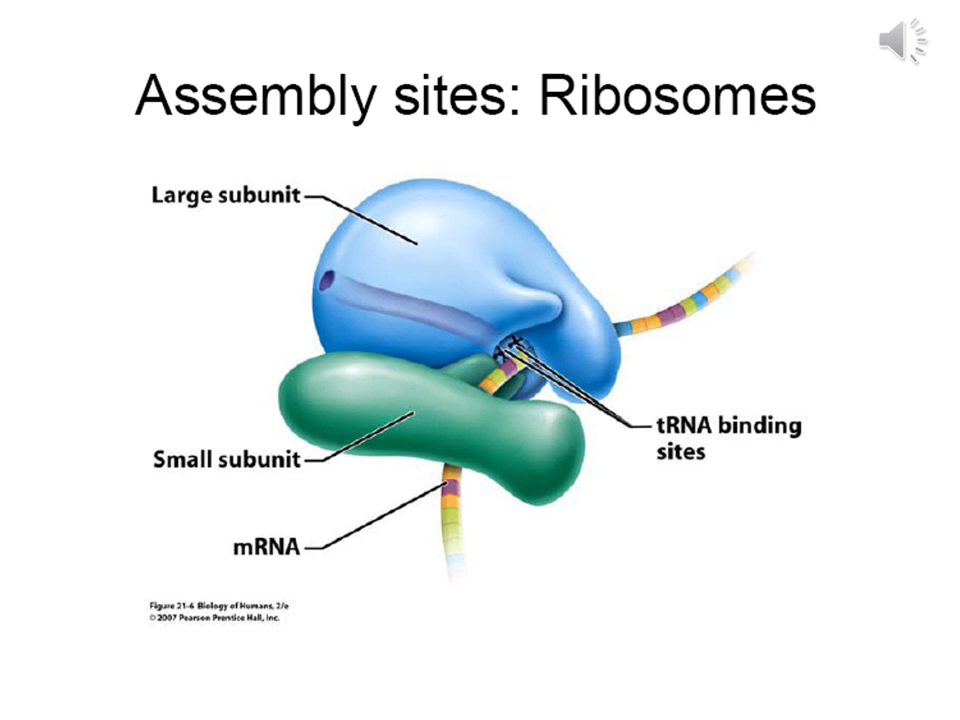 Assembly sites: Ribosomes
Large subunit
tRNA binding
sites
Small subunit
mRNA
Figure 21-6 Biology of Humans, 2/e
© 2007 Pearson Prentice Hall, Inc.